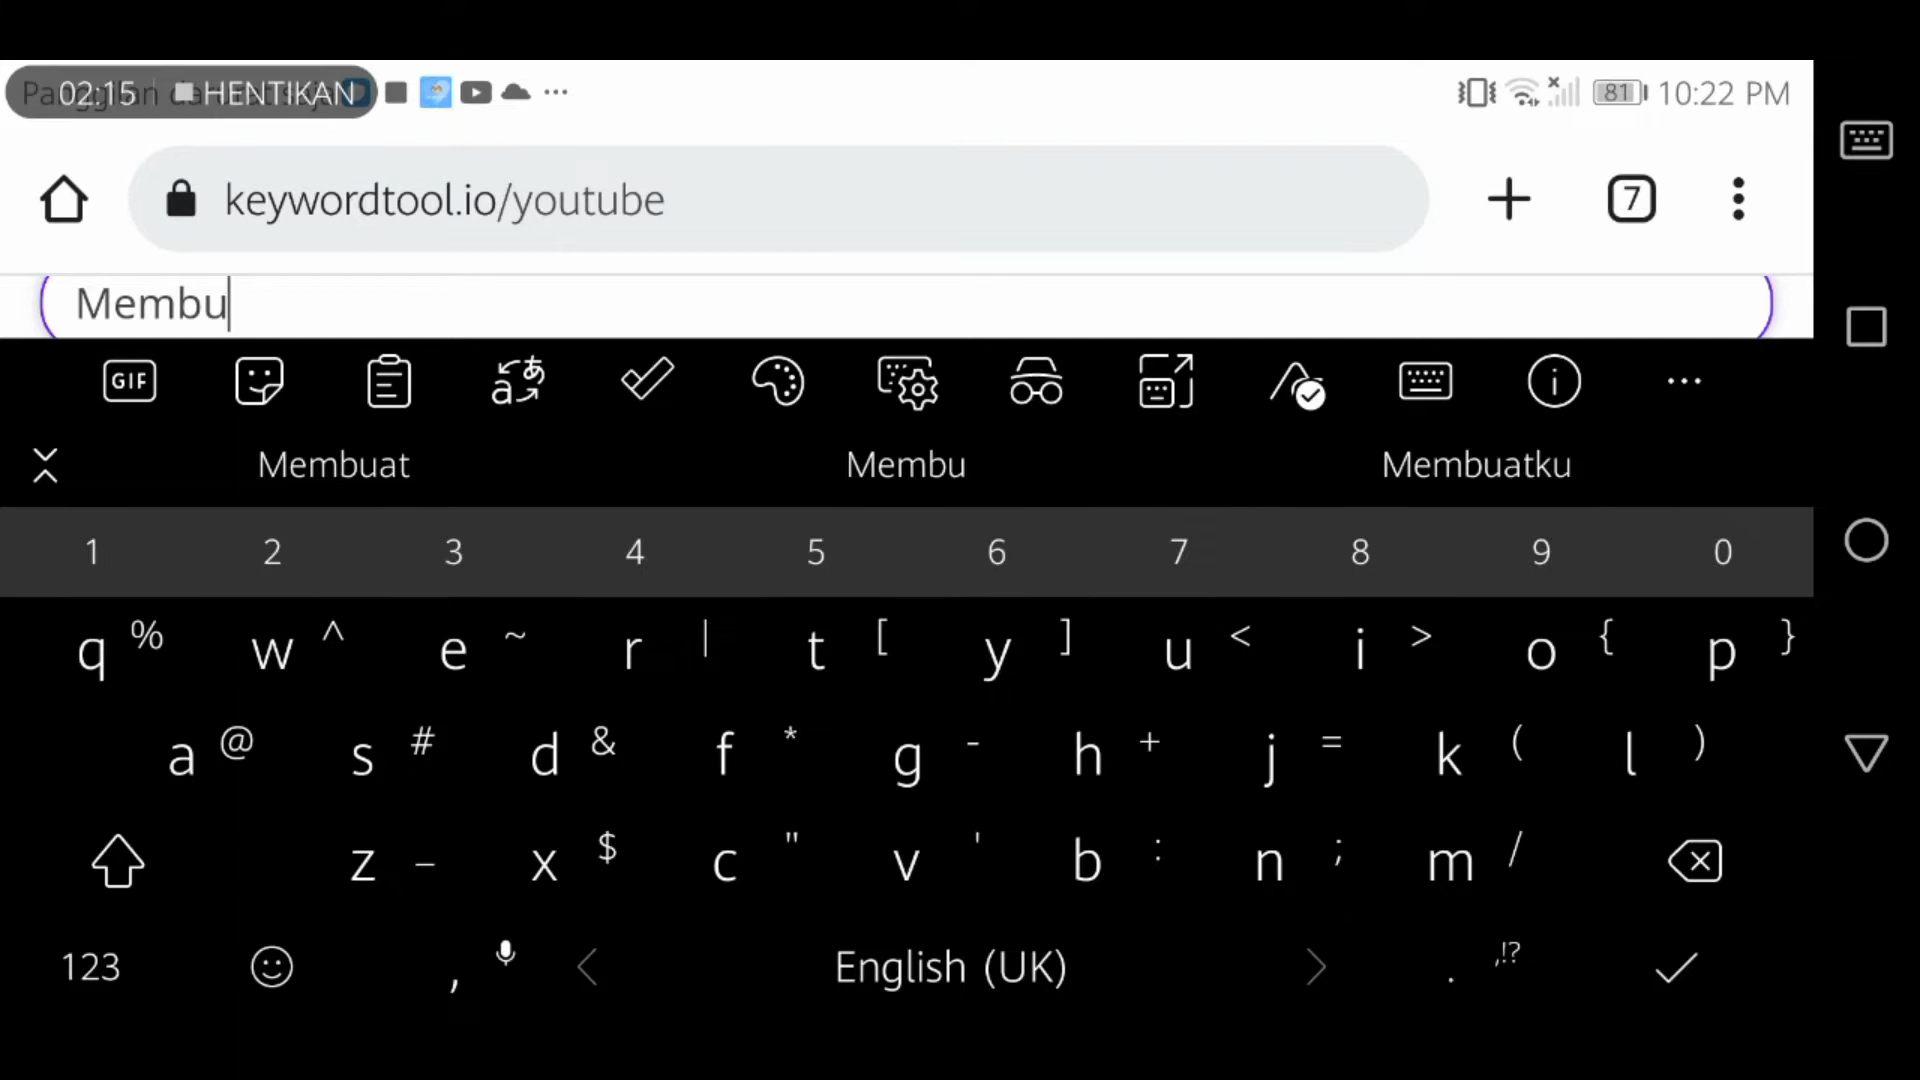 02:15 HENTIKAN
81 10:22 PM
keywordtool.io/youtube
7
Membu
GIF
Membuat Membu Membuatku
1 2 3 4 5 6 7 8 9 0
q % w ^ e ~ r | t [ y ] u < i > o { p }
a @ s # d & f * g - h + j = k ( l )
z _ x $ c " v ' b : n ; m /
123 , < English (UK) > . ,!?